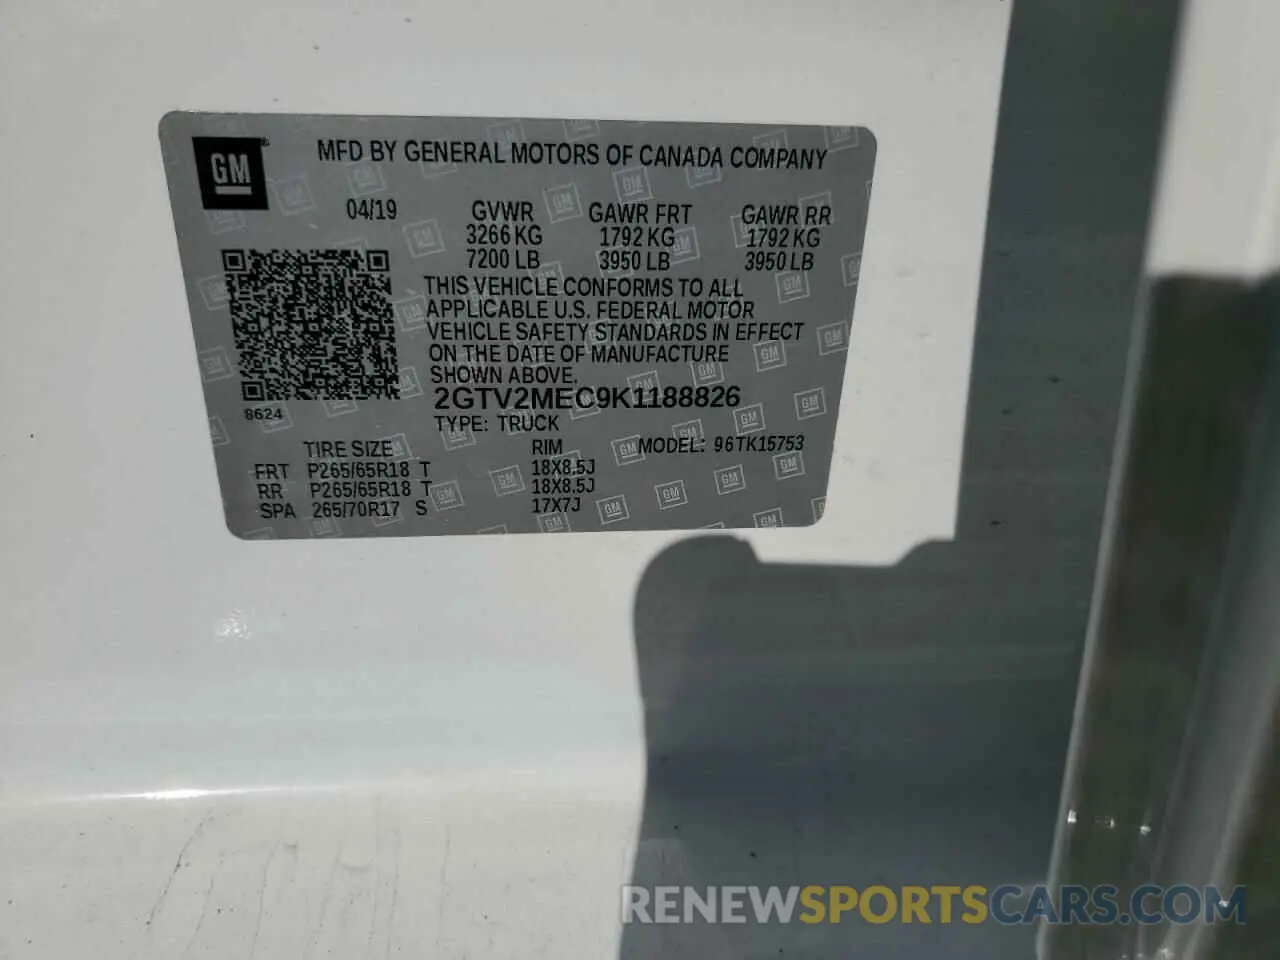 GM
MFD BY GENERAL MOTORS OF CANADA COMPANY
04/19 GVWR GAWR FRT GAWR RR
3266 KG 1792 KG 1792 KG
7200 LB 3950 LB 3950 LB
THIS VEHICLE CONFORMS TO ALL
APPLICABLE U.S. FEDERAL MOTOR
VEHICLE SAFETY STANDARDS IN EFFECT
ON THE DATE OF MANUFACTURE
SHOWN ABOVE.
2GTV2MEC9K1188826
8624
TYPE: TRUCK
TIRE SIZE RIM MODEL: 96TK15753
FRT P265/65R18 T 18X8.5J
RR P265/65R18 T 18X8.5J
SPA 265/70R17 S 17X7J
RENEWSPORTSCARS.COM